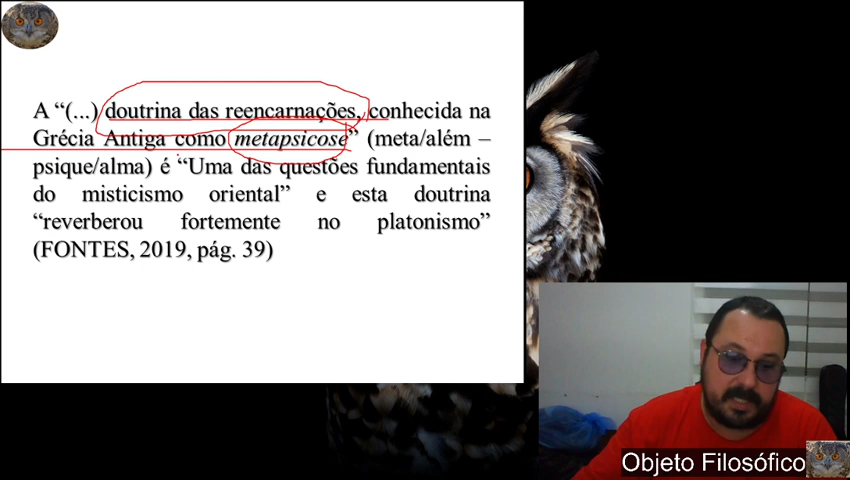 A “(...) doutrina das reencarnações, conhecida na
Grécia Antiga como metapsicose” (meta/além –
psique/alma) é “Uma das questões fundamentais
do misticismo oriental” e esta doutrina
“reverberou fortemente no platonismo”
(FONTES, 2019, pág. 39)
Objeto Filosófico